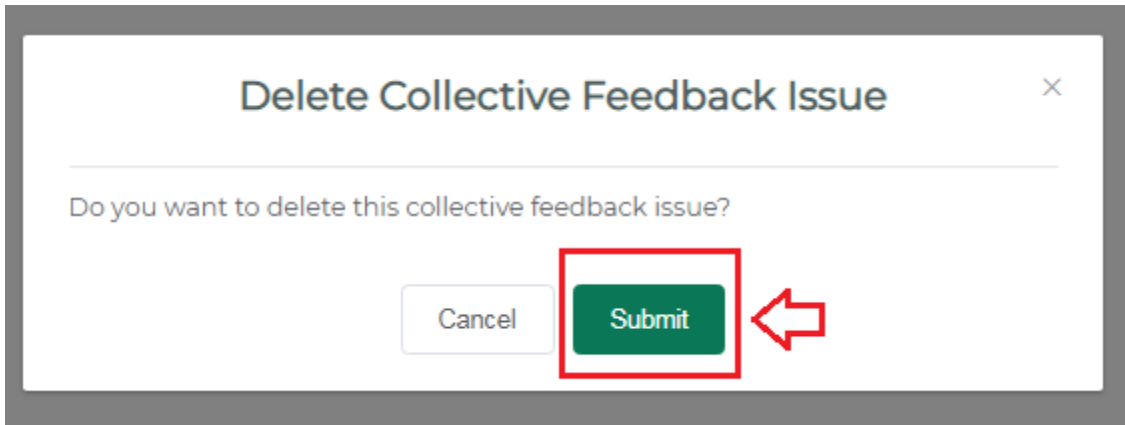 Delete Collective Feedback Issue
Do you want to delete this collective feedback issue?
Cancel
Submit